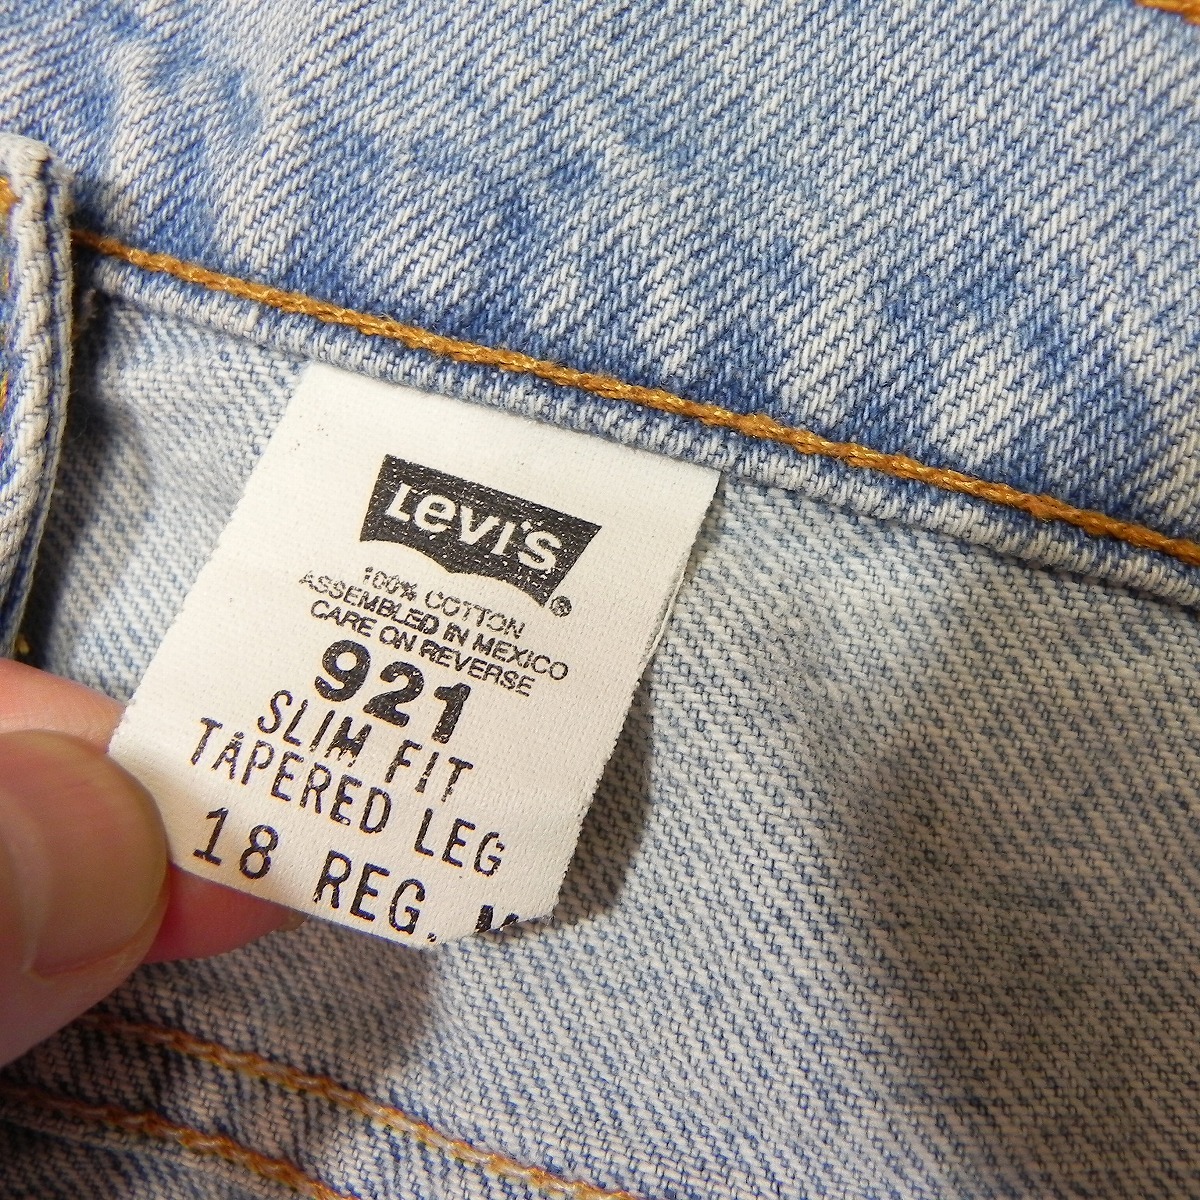 Levi's®
100% COTTON
ASSEMBLED IN MEXICO
CARE ON REVERSE
921
SLIM FIT
TAPERED LEG
18 REG. M